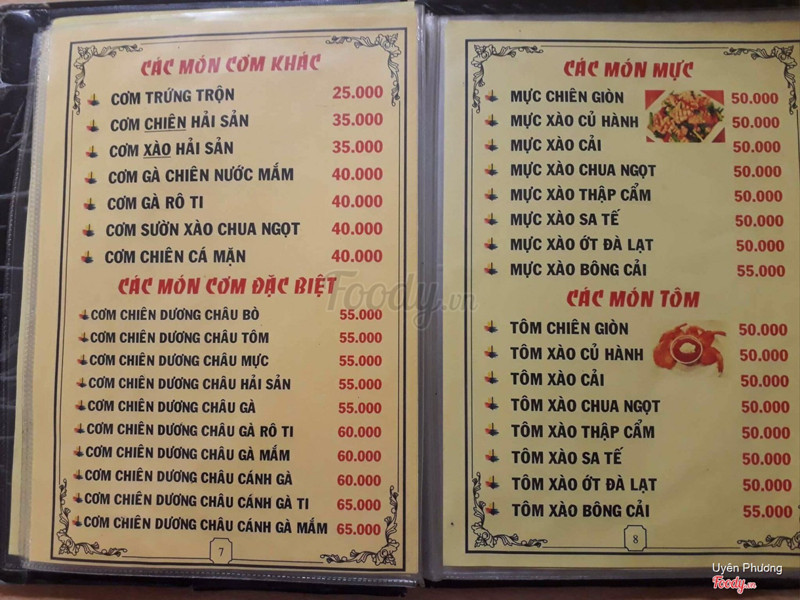 CÁC MÓN CƠM KHÁC
CƠM TRỨNG TRỘN 25.000
CƠM CHIÊN HẢI SẢN 35.000
CƠM XÀO HẢI SẢN 35.000
CƠM GÀ CHIÊN NƯỚC MẮM 40.000
CƠM GÀ RÔ TI 40.000
CƠM SƯỜN XÀO CHUA NGỌT 40.000
CƠM CHIÊN CÁ MẶN 40.000
CÁC MÓN CƠM ĐẶC BIỆT
CƠM CHIÊN DƯƠNG CHÂU BÒ 55.000
CƠM CHIÊN DƯƠNG CHÂU TÔM 55.000
CƠM CHIÊN DƯƠNG CHÂU MỰC 55.000
CƠM CHIÊN DƯƠNG CHÂU HẢI SẢN 55.000
CƠM CHIÊN DƯƠNG CHÂU GÀ 55.000
CƠM CHIÊN DƯƠNG CHÂU GÀ RÔ TI 60.000
CƠM CHIÊN DƯƠNG CHÂU GÀ MẮM 60.000
CƠM CHIÊN DƯƠNG CHÂU CÁNH GÀ 60.000
CƠM CHIÊN DƯƠNG CHÂU CÁNH GÀ TI 65.000
CƠM CHIÊN DƯƠNG CHÂU CÁNH GÀ MẮM 65.000
7
CÁC MÓN MỰC
MỰC CHIÊN GIÒN 50.000
MỰC XÀO CỦ HÀNH 50.000
MỰC XÀO CẢI 50.000
MỰC XÀO CHUA NGỌT 50.000
MỰC XÀO THẬP CẨM 50.000
MỰC XÀO SA TẾ 50.000
MỰC XÀO ỚT ĐÀ LẠT 50.000
MỰC XÀO BÔNG CẢI 55.000
CÁC MÓN TÔM
TÔM CHIÊN GIÒN 50.000
TÔM XÀO CỦ HÀNH 50.000
TÔM XÀO CẢI 50.000
TÔM XÀO CHUA NGỌT 50.000
TÔM XÀO THẬP CẨM 50.000
TÔM XÀO SA TẾ 50.000
TÔM XÀO ỚT ĐÀ LẠT 50.000
TÔM XÀO BÔNG CẢI 55.000
8
Foody.vn
Uyên Phương
Foody.vn